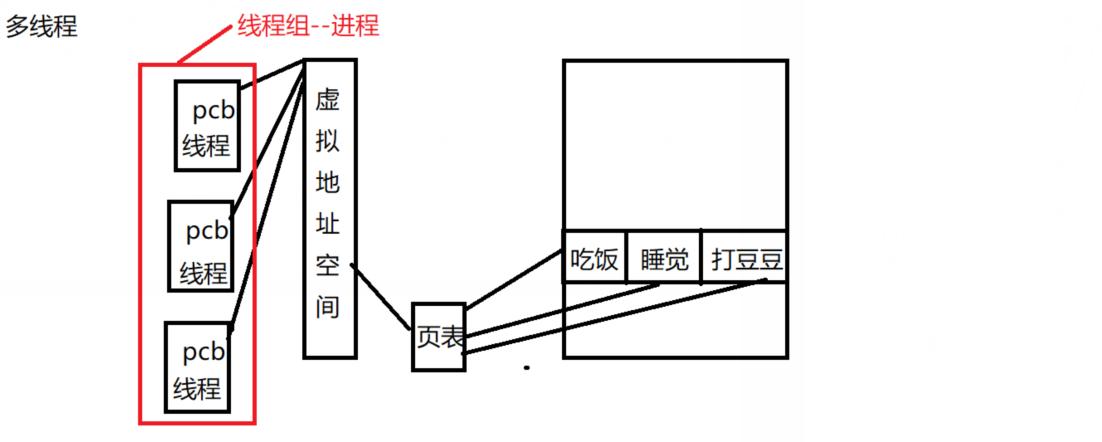 多线程
线程组--进程
pcb
线程
pcb
线程
pcb
线程
虚
拟
地
址
空
间
页表
吃饭
睡觉
打豆豆